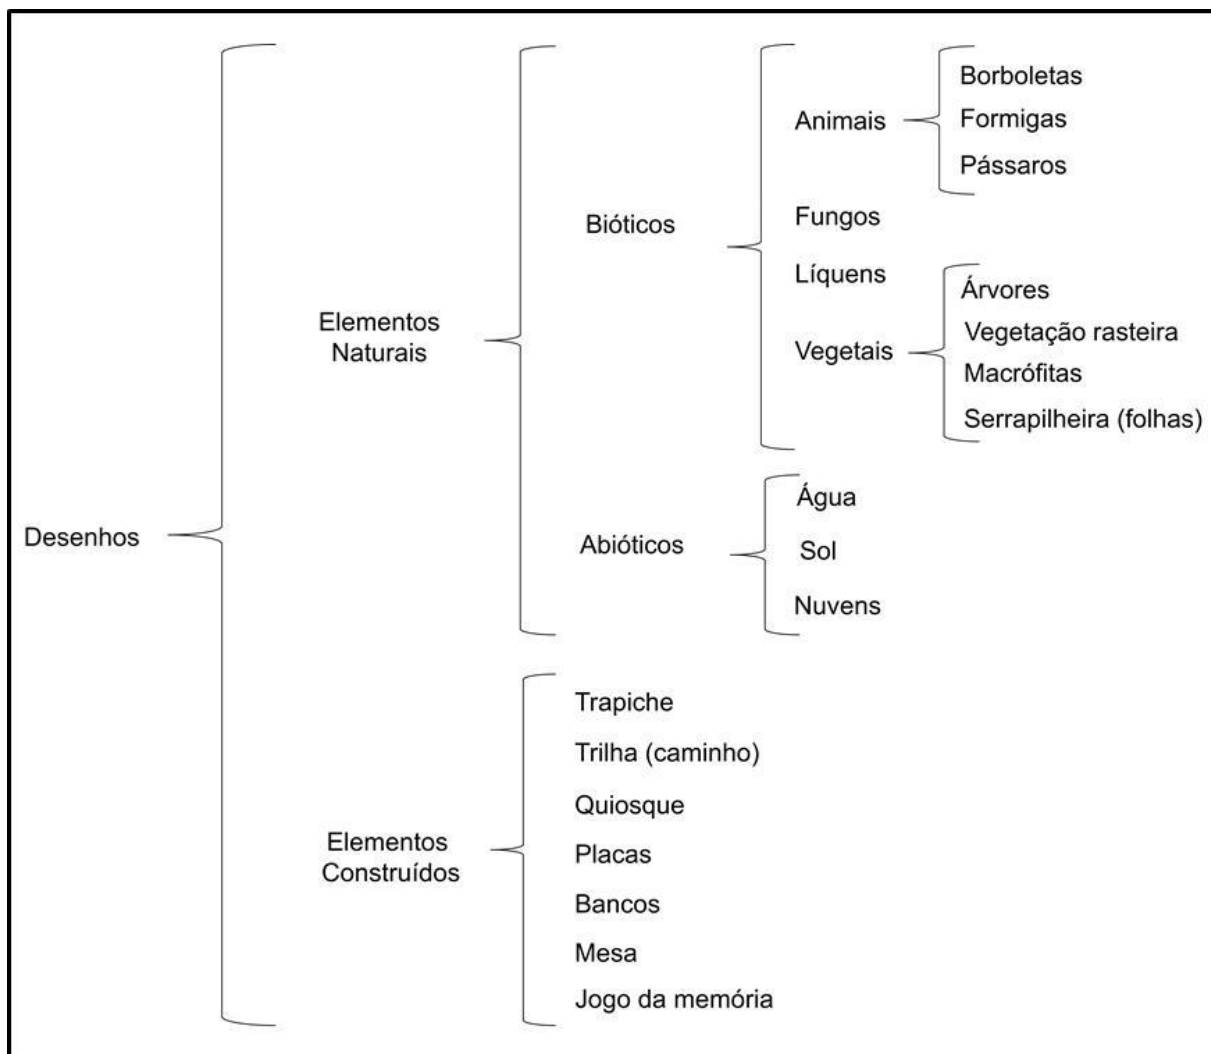 Desenhos
Elementos
Naturais
Bióticos
Animais
Borboletas
Formigas
Pássaros
Fungos
Líquens
Vegetais
Árvores
Vegetação rasteira
Macrófitas
Serrapilheira (folhas)
Abióticos
Água
Sol
Nuvens
Elementos
Construídos
Trapiche
Trilha (caminho)
Quiosque
Placas
Bancos
Mesa
Jogo da memória